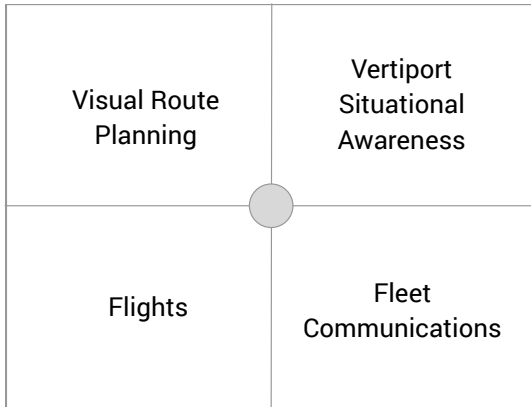 Visual Route
Planning
Vertiport
Situational
Awareness
Flights
Fleet
Communications